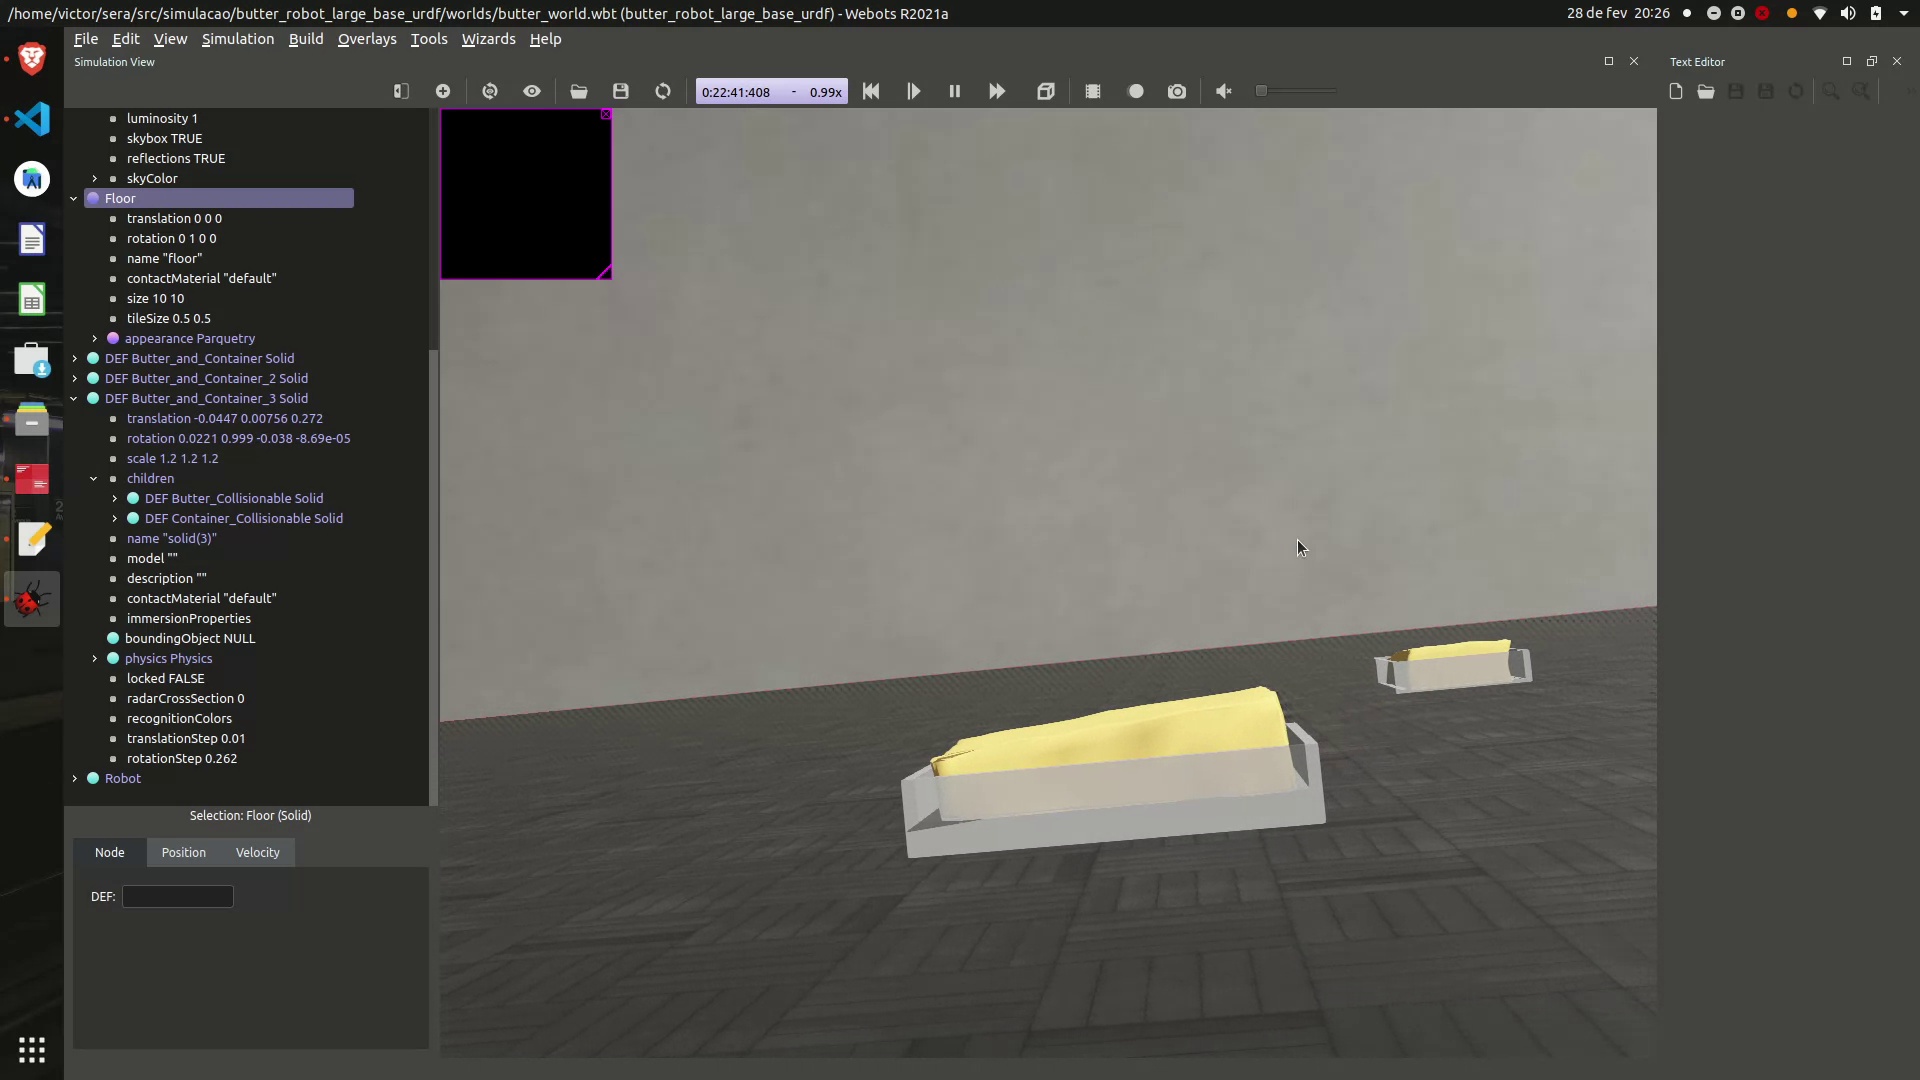 /home/victor/sera/src/simulacao/butter_robot_large_base_urdf/worlds/butter_world.wbt (butter_robot_large_base_urdf) - Webots R2021a
28 de fev 20:26
File Edit View Simulation Build Overlays Tools Wizards Help
Simulation View
Text Editor
0:22:41:408 - 0.99x
luminosity 1
skybox TRUE
reflections TRUE
skyColor
Floor
translation 0 0 0
rotation 0 1 0 0
name "floor"
contactMaterial "default"
size 10 10
tileSize 0.5 0.5
appearance Parquetry
DEF Butter_and_Container Solid
DEF Butter_and_Container_2 Solid
DEF Butter_and_Container_3 Solid
translation -0.0447 0.00756 0.272
rotation 0.0221 0.999 -0.038 -8.69e-05
scale 1.2 1.2 1.2
children
DEF Butter_Collisionable Solid
DEF Container_Collisionable Solid
name "solid(3)"
model ""
description ""
contactMaterial "default"
immersionProperties
boundingObject NULL
physics Physics
locked FALSE
radarCrossSection 0
recognitionColors
translationStep 0.01
rotationStep 0.262
Robot
Selection: Floor (Solid)
Node Position Velocity
DEF: